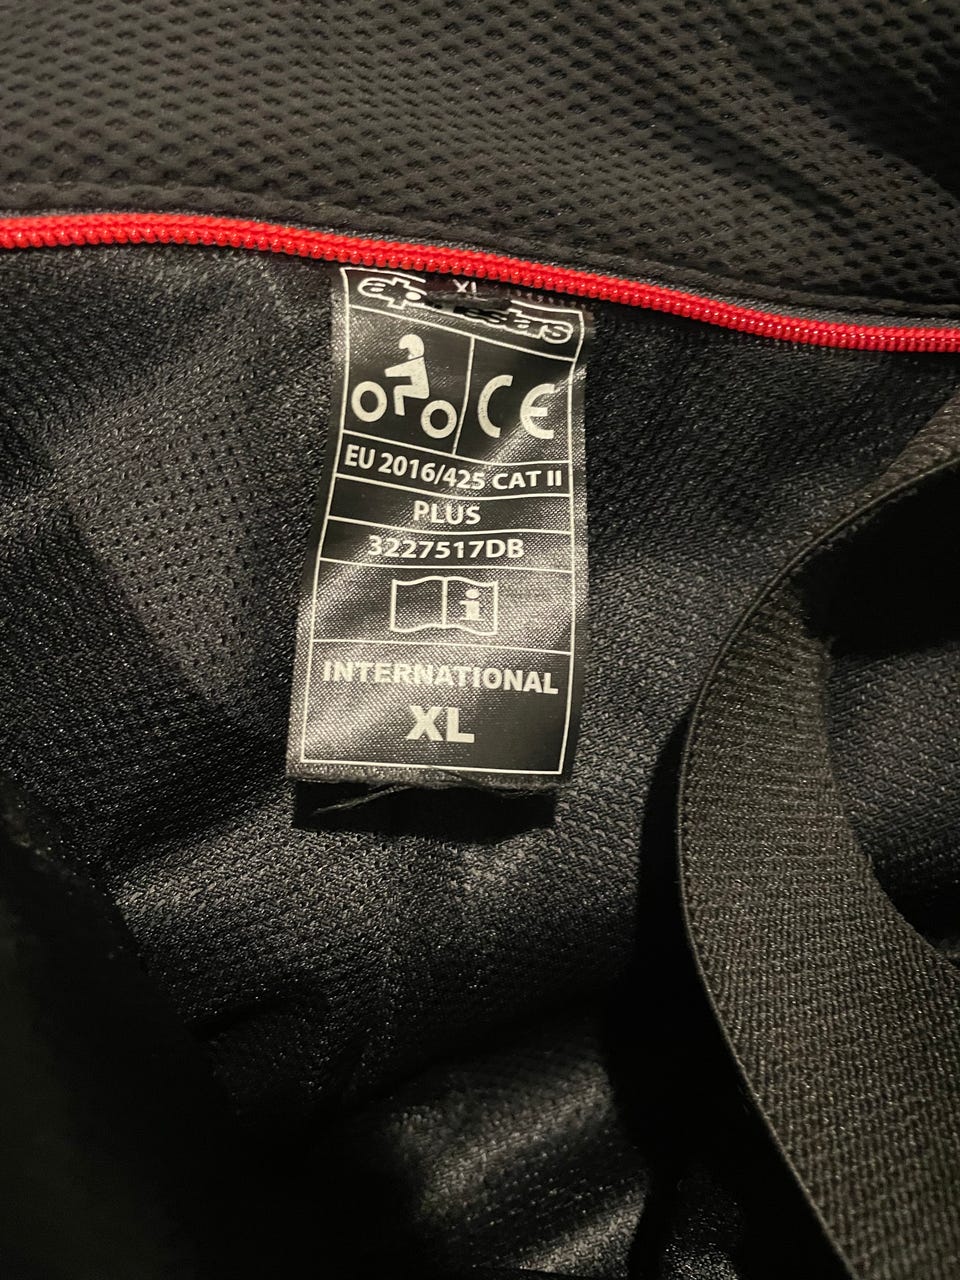 XL
alpinestars
CE
EU 2016/425 CAT II
PLUS
3227517DB
i
INTERNATIONAL
XL